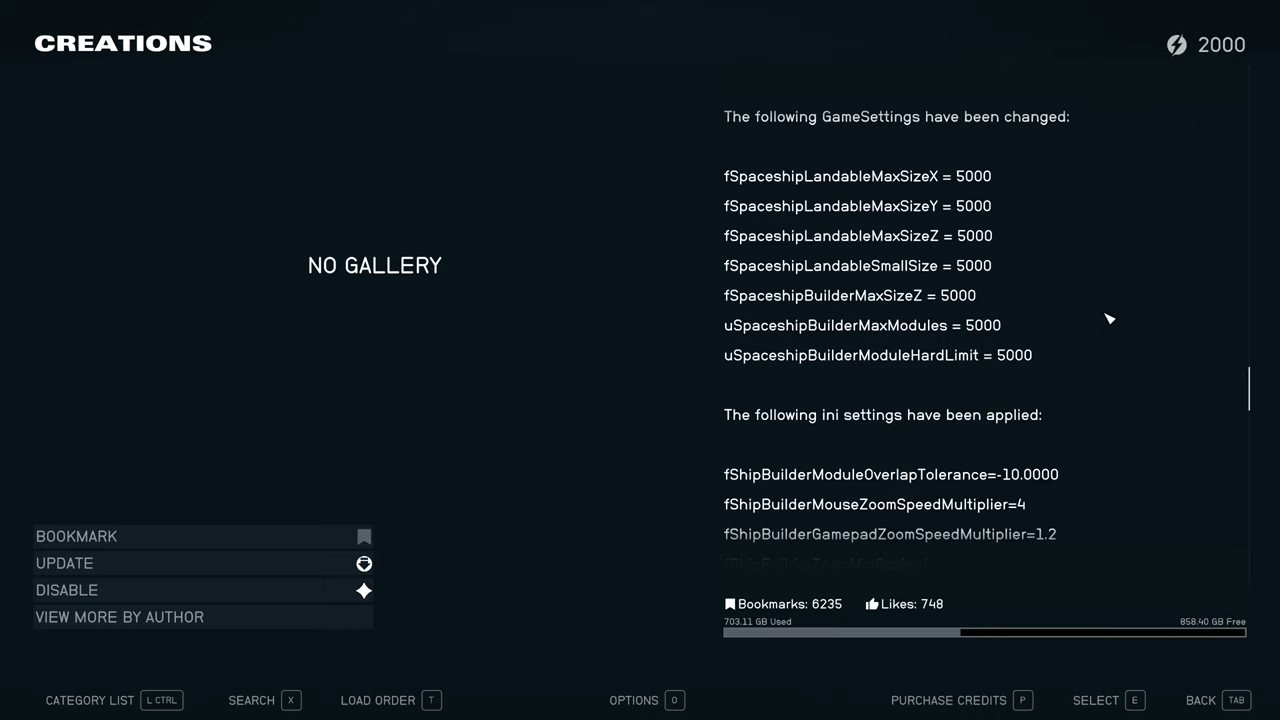 CREATIONS
2000
The following GameSettings have been changed:
fSpaceshipLandableMaxSizeX = 5000
fSpaceshipLandableMaxSizeY = 5000
fSpaceshipLandableMaxSizeZ = 5000
fSpaceshipLandableSmallSize = 5000
fSpaceshipBuilderMaxSizeZ = 5000
uSpaceshipBuilderMaxModules = 5000
uSpaceshipBuilderModuleHardLimit = 5000
The following ini settings have been applied:
fShipBuilderModuleOverlapTolerance=-10.0000
fShipBuilderMouseZoomSpeedMultiplier=4
fShipBuilderGamepadZoomSpeedMultiplier=1.2
NO GALLERY
BOOKMARK
UPDATE
DISABLE
VIEW MORE BY AUTHOR
Bookmarks: 6235 Likes: 748
703.11 GB Used 858.40 GB Free
CATEGORY LIST L CTRL SEARCH X LOAD ORDER T OPTIONS O PURCHASE CREDITS P SELECT E BACK TAB